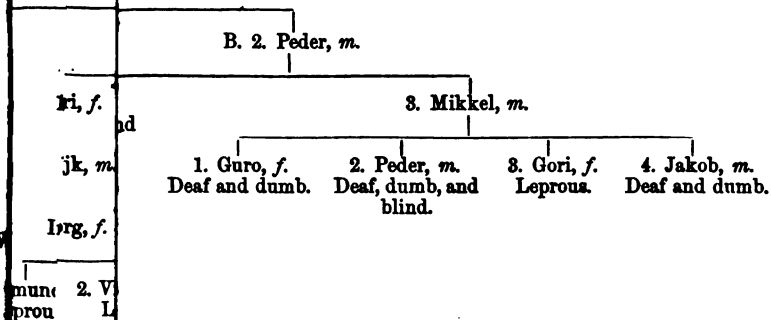 B. 2. Peder, m.
3. Mikkel, m.
1. Guro, f. 2. Peder, m. 3. Gori, f. 4. Jakob, m.
Deaf and dumb. Deaf, dumb, and Leprous. Deaf and dumb.
blind.
f.
m
f.
2. V
L